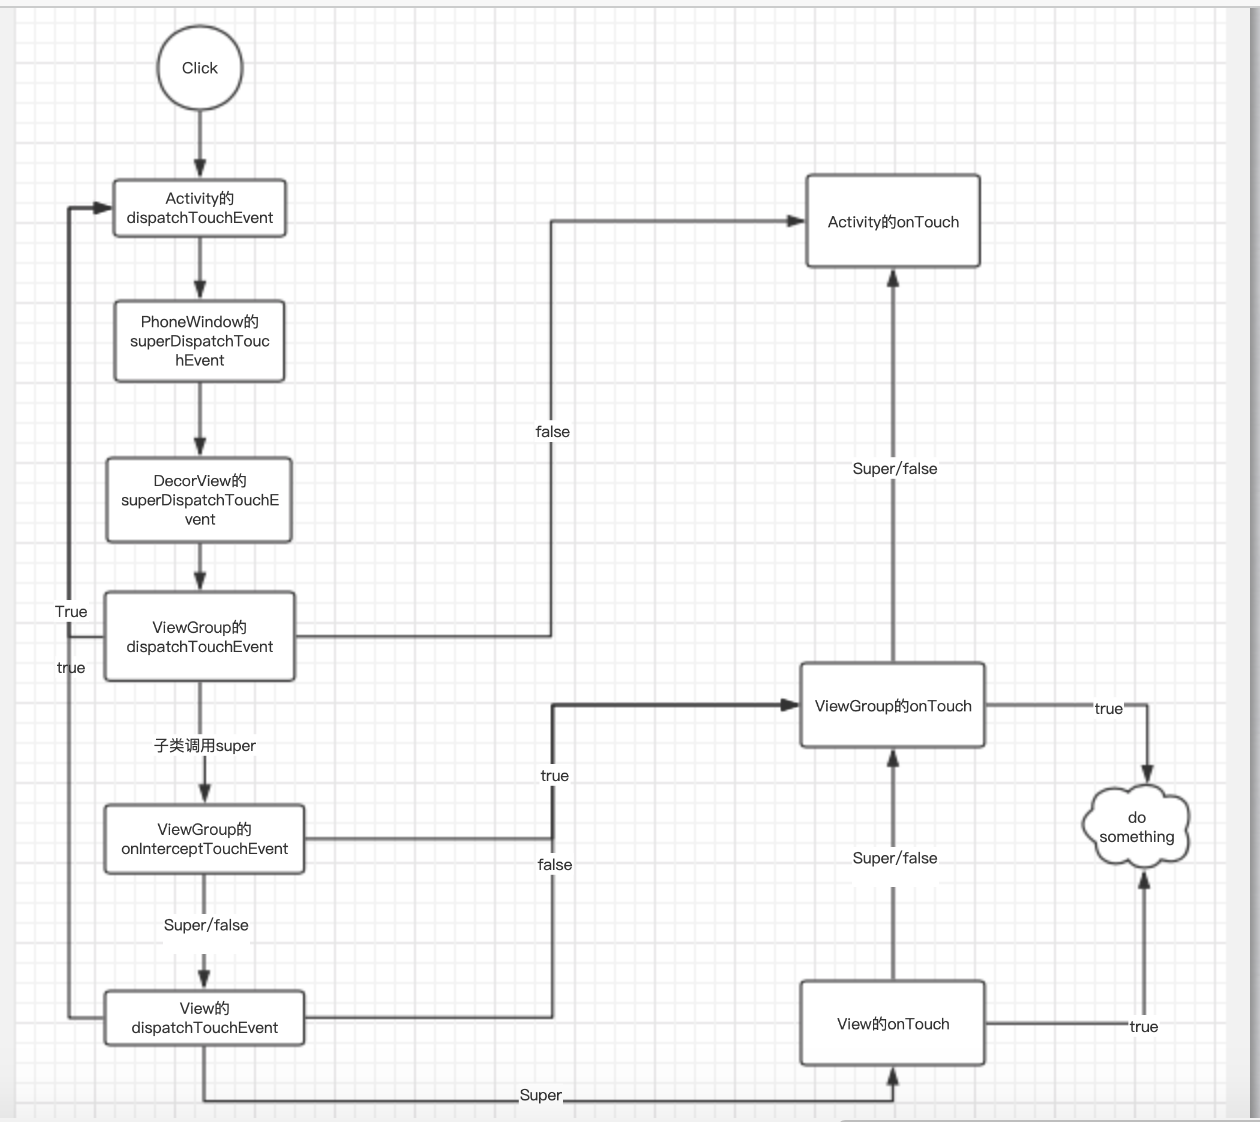 Click
Activity的
dispatchTouchEvent
Activity的onTouch
PhoneWindow的
superDispatchTouc
hEvent
false
Super/false
DecorView的
superDispatchTouchE
vent
True
ViewGroup的
dispatchTouchEvent
true
ViewGroup的onTouch
true
子类调用super
true
do
something
ViewGroup的
onInterceptTouchEvent
false
Super/false
Super/false
View的
dispatchTouchEvent
View的onTouch
true
Super